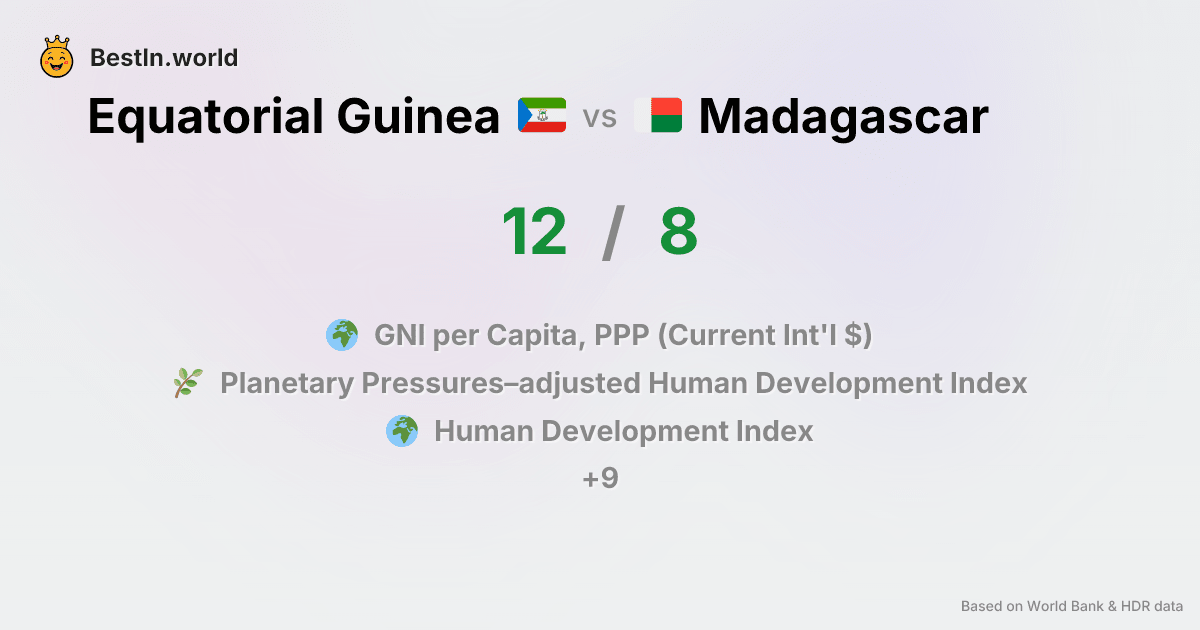 BestIn.world
Equatorial Guinea vs Madagascar
12 / 8
GNI per Capita, PPP (Current Int'l $)
Planetary Pressures–adjusted Human Development Index
Human Development Index
+9
Based on World Bank & HDR data